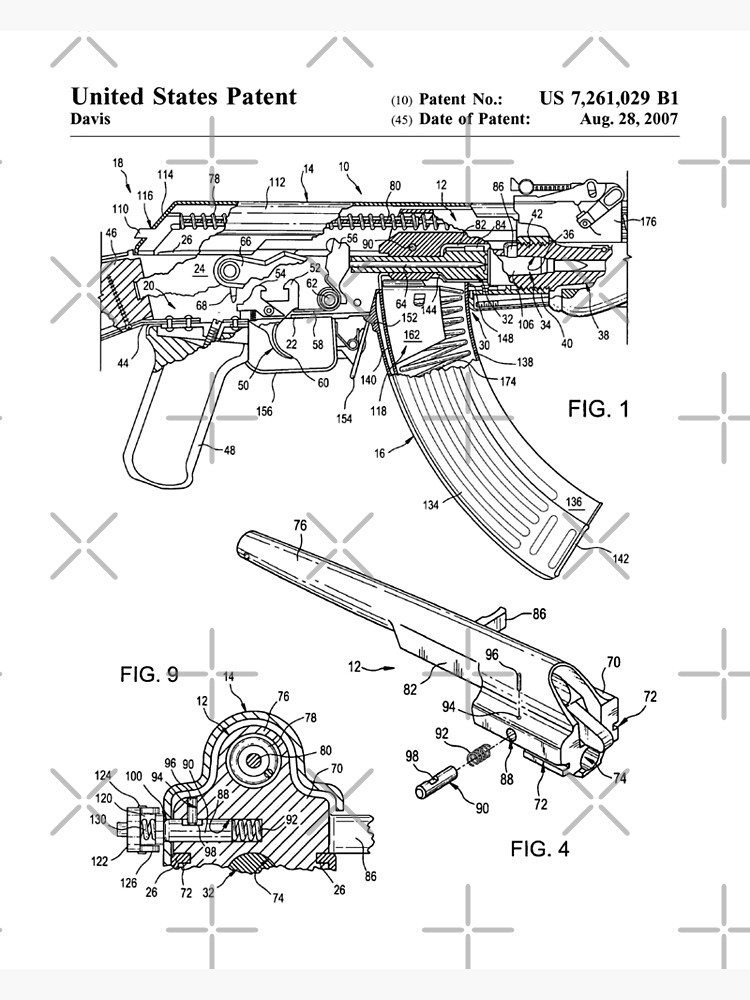 United States Patent
(10) Patent No.: US 7,261,029 B1
Davis
(45) Date of Patent: Aug. 28, 2007
18 114 78 112 14 10 80 12 86
116 42
110 82 84 36 176
46 26 66 56 90
24 54 52
20 62
68 64 144 32 106 34 38
152 30 148 40
44 22 58 162 138
50 60 140
156 154 118 174
FIG. 1
48 16
134 136
142
76
86
96
12 82 70
FIG. 9 14 72
12 76 94
78 92
96 80 98 88
124 100 94 90 70 72 74
120 88 90
130 92
122 98
126 FIG. 4
26 72 32 74 26 86